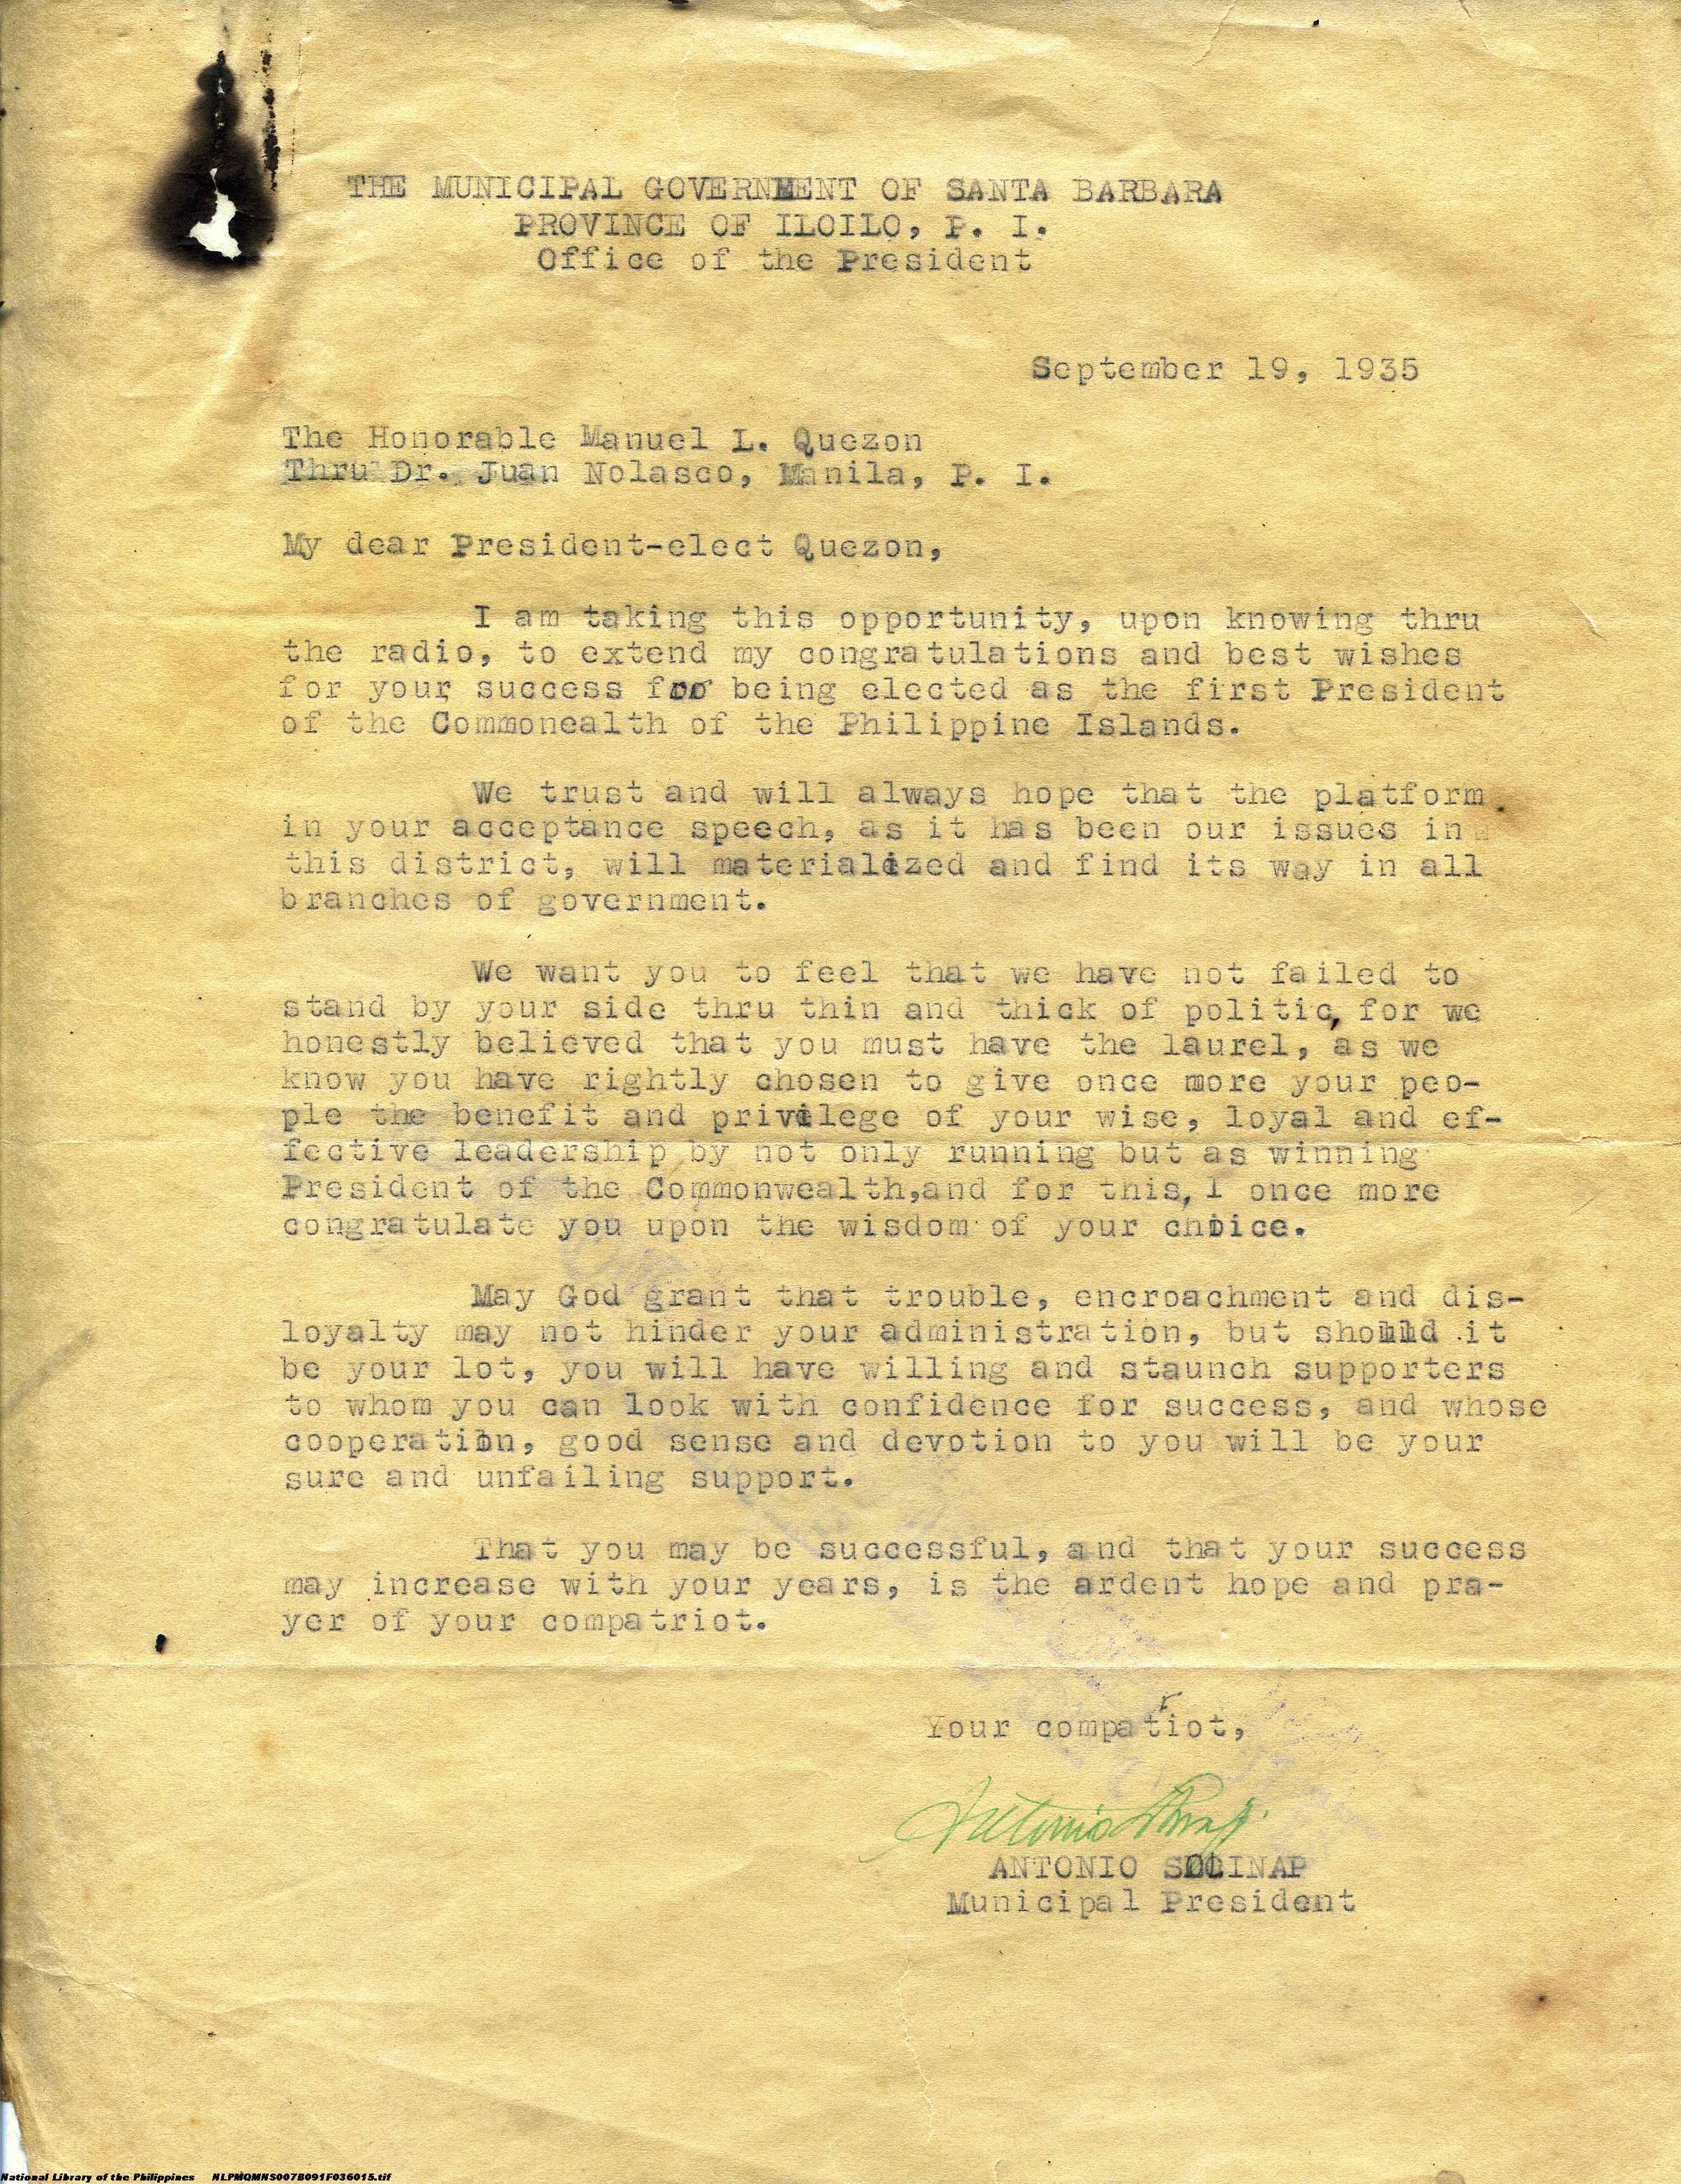 THE MUNICIPAL GOVERNMENT OF SANTA BARBARA
PROVINCE OF ILOILO, P. I.
Office of the President
September 19, 1935
The Honorable Manuel L. Quezon
Thru Dr. Juan Nolasco, Manila, P. I.
My dear President-elect Quezon,
I am taking this opportunity, upon knowing thru
the radio, to extend my congratulations and best wishes
for your success for being elected as the first President
of the Commonealth of the Philippine Islands.
We trust and will always hope that the platform
in your acceptance speech, as it has been our issues in
this district, will materialized and find its way in all
branches of government.
We want you to feel that we have not failed to
stand by your side thru thin and thick of politic, for we
honestly believed that you must have the laurel, as we
know you have rightly chosen to give once more your peo-
ple the benefit and privilege of your wise, loyal and ef-
fective leadership by not only running but as winning
President of the Commonwealth,and for this, I once more
congratulate you upon the wisdom of your choice.
May God grant that trouble, encroachment and dis-
loyalty may not hinder your administration, but should it
be your lot, you will have willing and staunch supporters
to whom you can look with confidence for success, and whose
cooperation, good sense and devotion to you will be your
sure and unfailing support.
That you may be successful, and that your success
may increase with your years, is the ardent hope and pra-
yer of your compatriot.
Your compatriot,
ANTONIO
Municipal President
National Library of the Philippines NLPMQMNS007B091F036015.tif